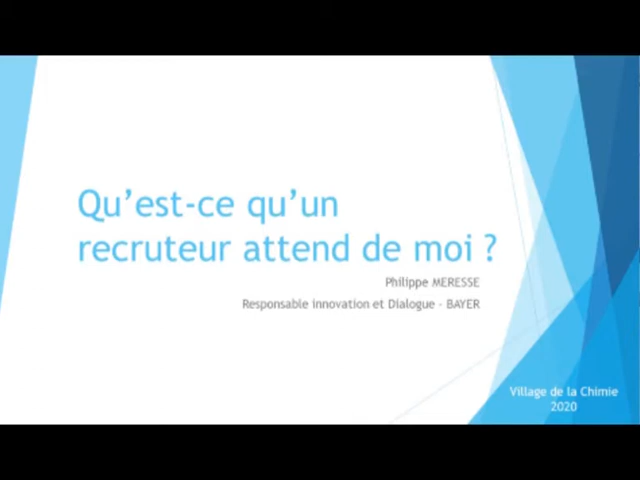 Qu’est-ce qu’un
recruteur attend de moi ?
Philippe MERESSE
Responsable innovation et Dialogue - BAYER
Village de la Chimie
2020